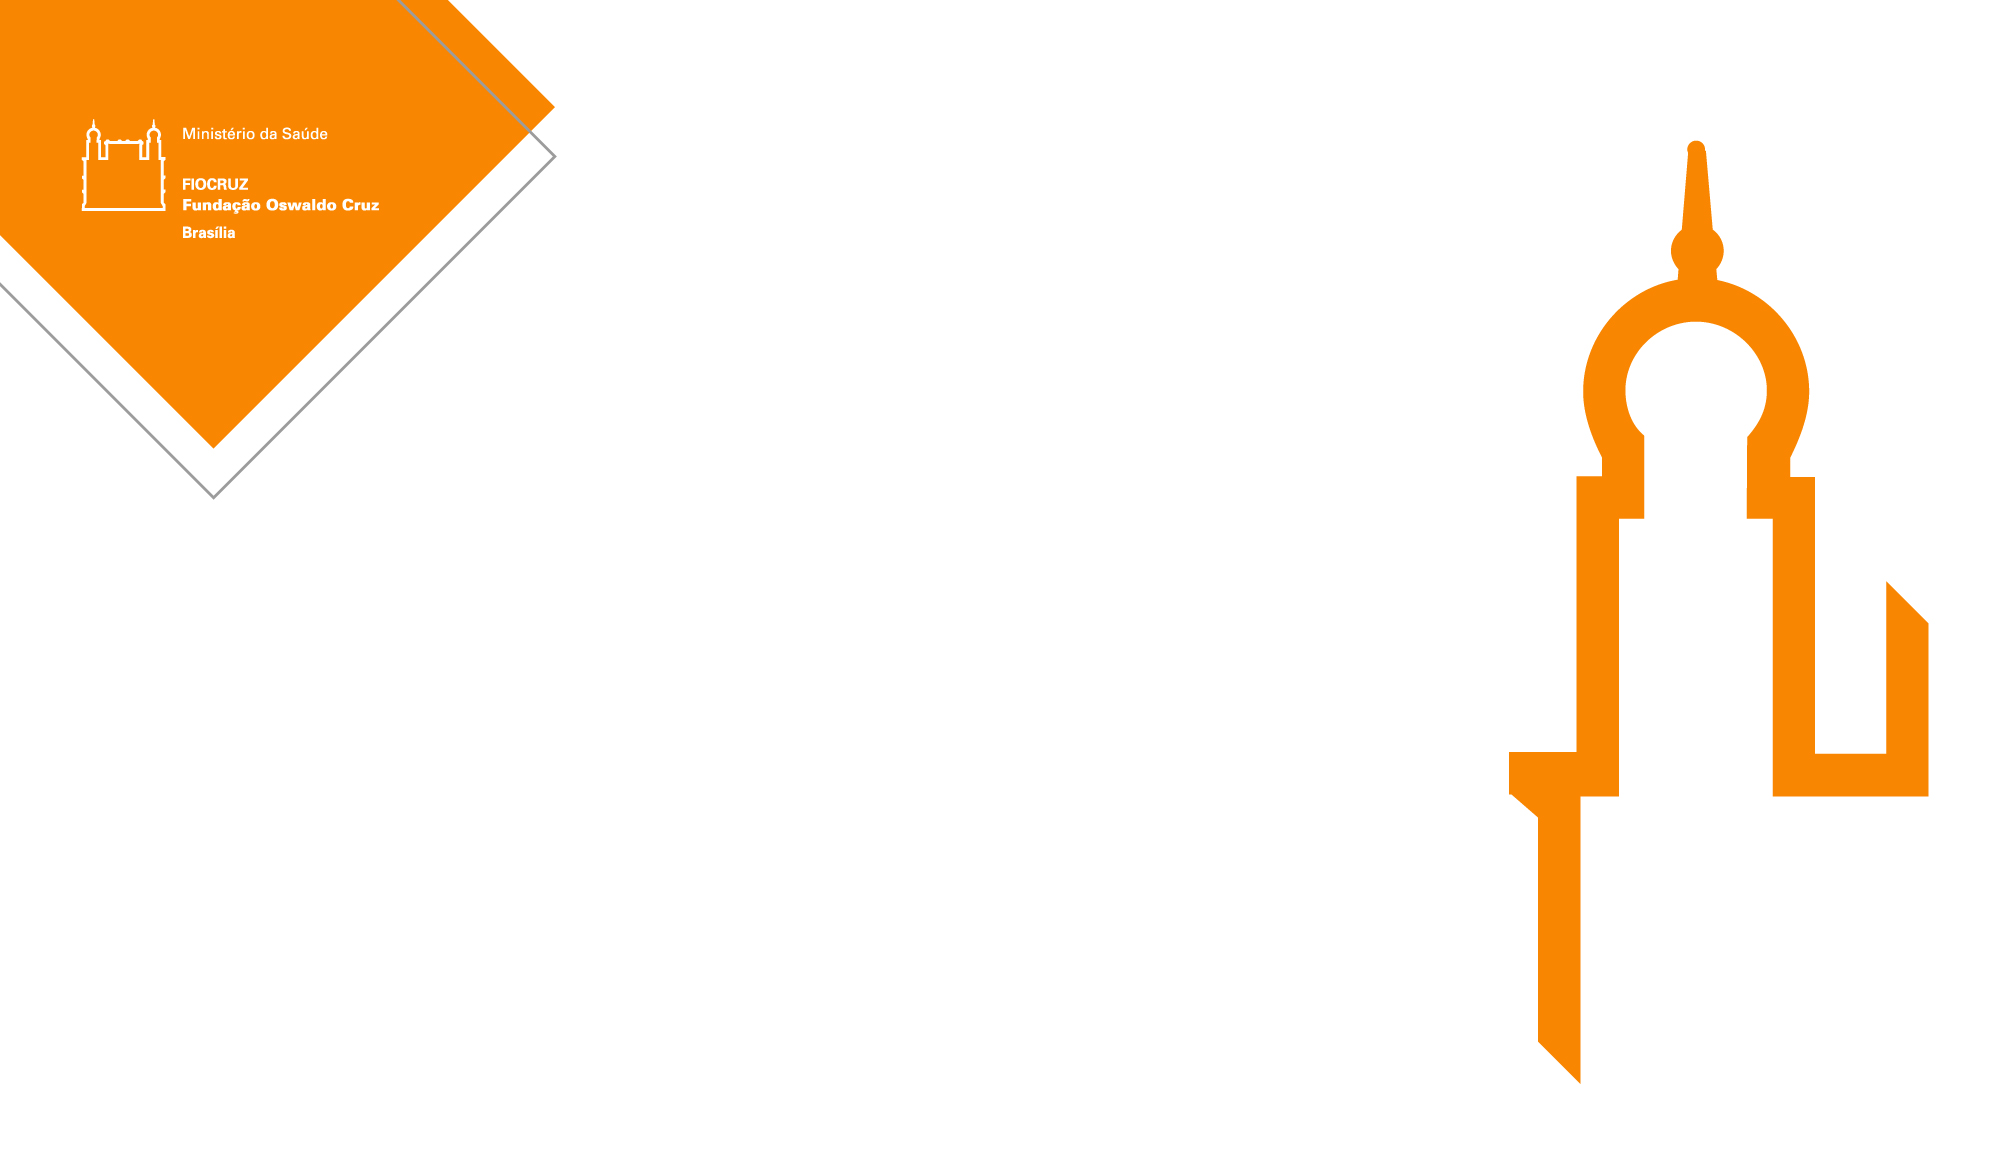 Ministério da Saúde
FIOCRUZ
Fundação Oswaldo Cruz
Brasília